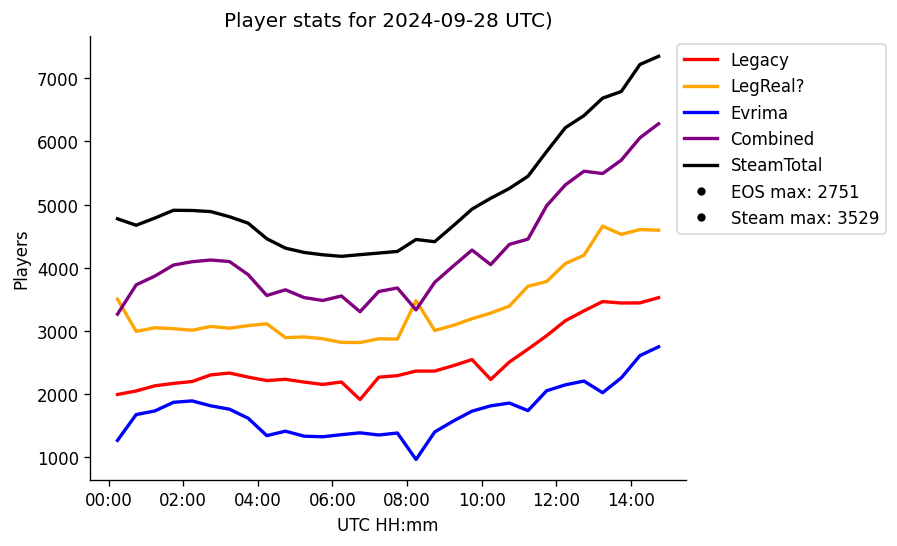 Player stats for 2024-09-28 UTC)
Legacy
LegReal?
Evrima
Combined
SteamTotal
EOS max: 2751
Steam max: 3529
Players
7000
6000
5000
4000
3000
2000
1000
00:00 02:00 04:00 06:00 08:00 10:00 12:00 14:00
UTC HH:mm